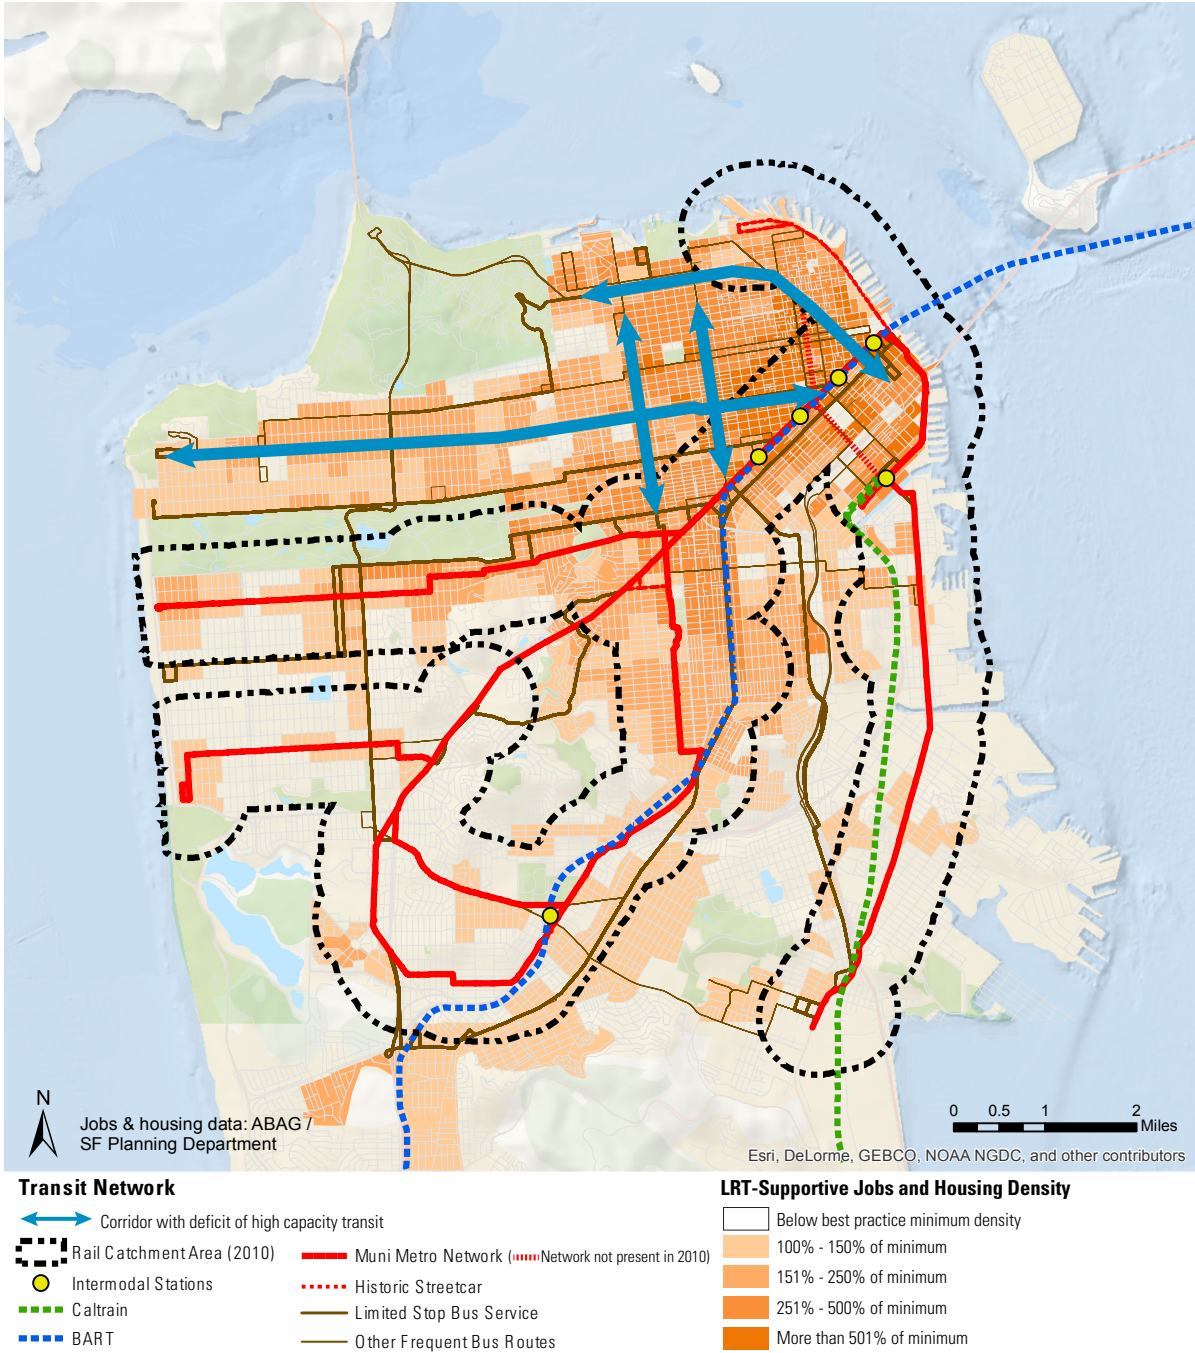 N
Jobs & housing data: ABAG /
SF Planning Department
0 0.5 1 2
Miles
Esri, DeLorme, GEBCO, NOAA NGDC, and other contributors
Transit Network
Corridor with deficit of high capacity transit
Rail Catchment Area (2010)
Intermodal Stations
Caltrain
BART
Muni Metro Network (Network not present in 2010)
Historic Streetcar
Limited Stop Bus Service
Other Frequent Bus Routes
LRT-Supportive Jobs and Housing Density
Below best practice minimum density
100% - 150% of minimum
151% - 250% of minimum
251% - 500% of minimum
More than 501% of minimum